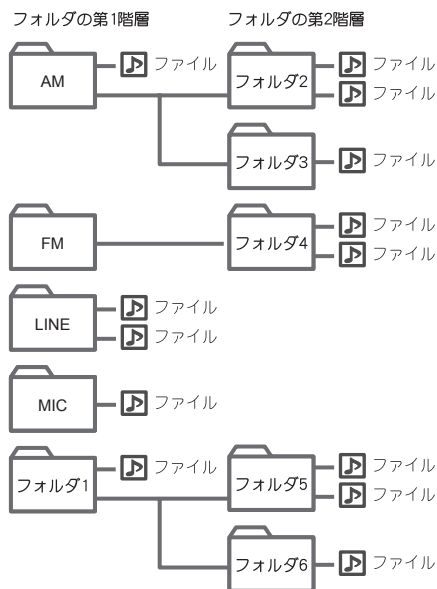 フォルダの第1階層 フォルダの第2階層
AM ファイル フォルダ2 ファイル
ファイル
フォルダ3 ファイル
FM フォルダ4 ファイル
ファイル
LINE ファイル
ファイル
MIC ファイル
フォルダ1 ファイル フォルダ5 ファイル
ファイル
フォルダ6 ファイル